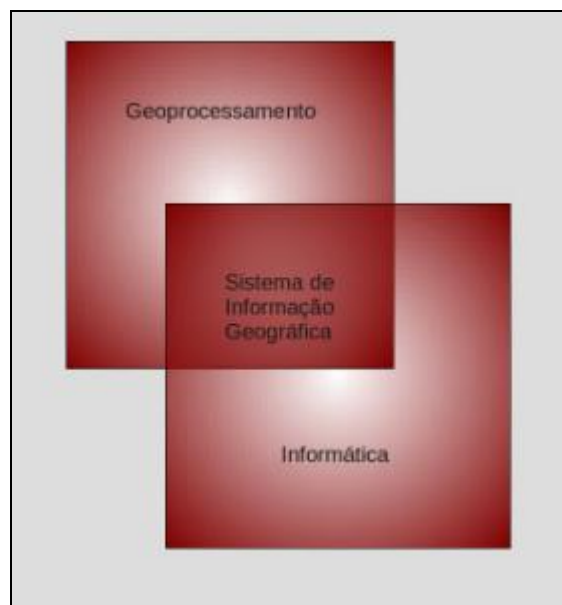 Geoprocessamento
Sistema de
Informação
Geográfica
Informática